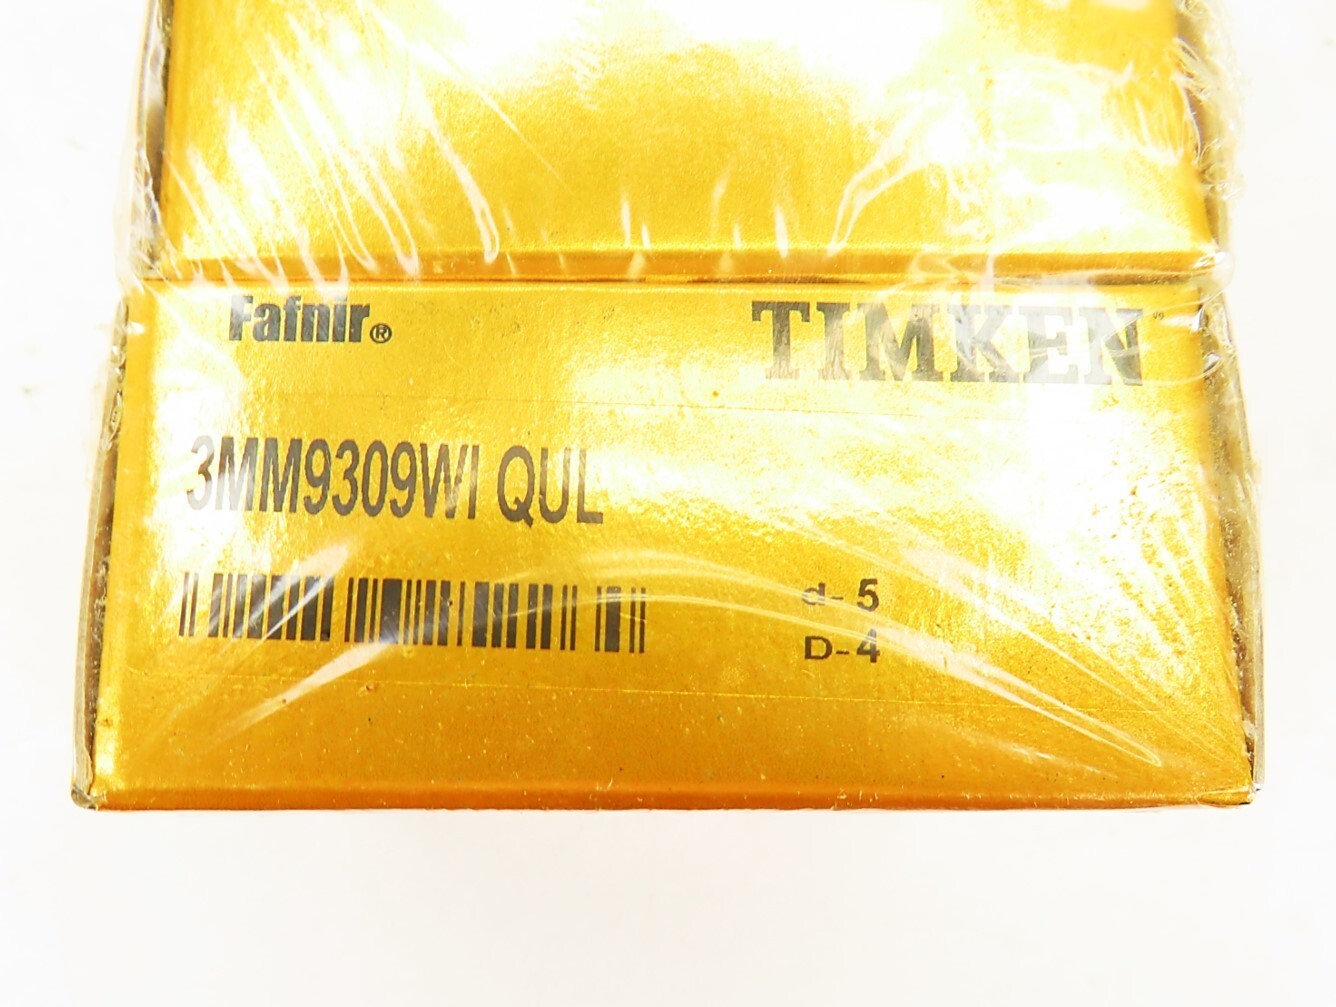 Fafnir® TIMKEN®
3MM9309WI QUL
d- 5
D-4